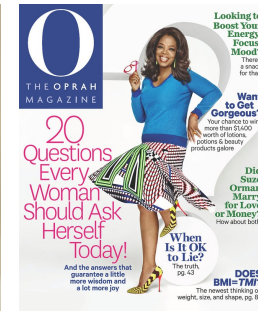 O
THE OPRAH
MAGAZINE
20
Questions
Every
Woman
Should Ask
Herself
Today!
And the answers that
guarantee a little
more wisdom and
a lot more joy
Looking to
Boost Your
Energy
Focus
Mood
There
a snac
for tha
Wan
to Get
Gorgeous
Your chance to win
more than $1,400
worth of lotions,
potions & beauty
products galore
Did
Suze
Orman
Marry
for Love
or Money?
How about both
When
Is It OK
to Lie?
The truth,
pg. 43
DOES
BMI=TMI
The newest thinking o
weight, size, and shape, pg. 8